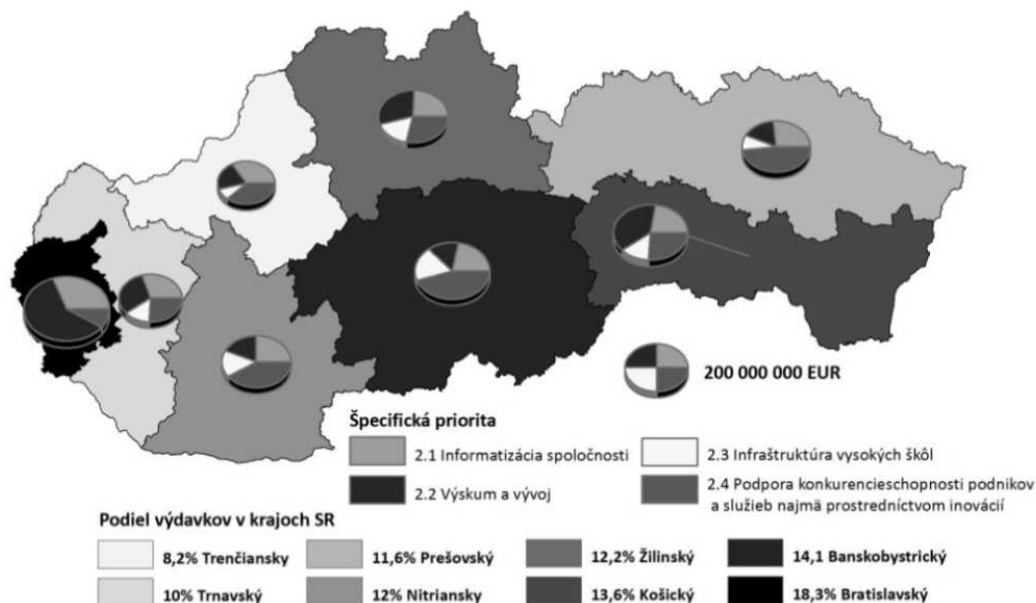 200 000 000 EUR
Špecifická priorita
2.1 Informatizácia spoločnosti
2.3 Infraštruktúra vysokých škôl
2.2 Výskum a vývoj
2.4 Podpora konkurencieschopnosti podnikov
a služieb najmä prostredníctvom inovácií
Podiel výdavkov v krajoch SR
8,2% Trenčiansky
11,6% Prešovský
12,2% Žilinský
14,1 Banskobystrický
10% Trnavský
12% Nitriansky
13,6% Košický
18,3% Bratislavský